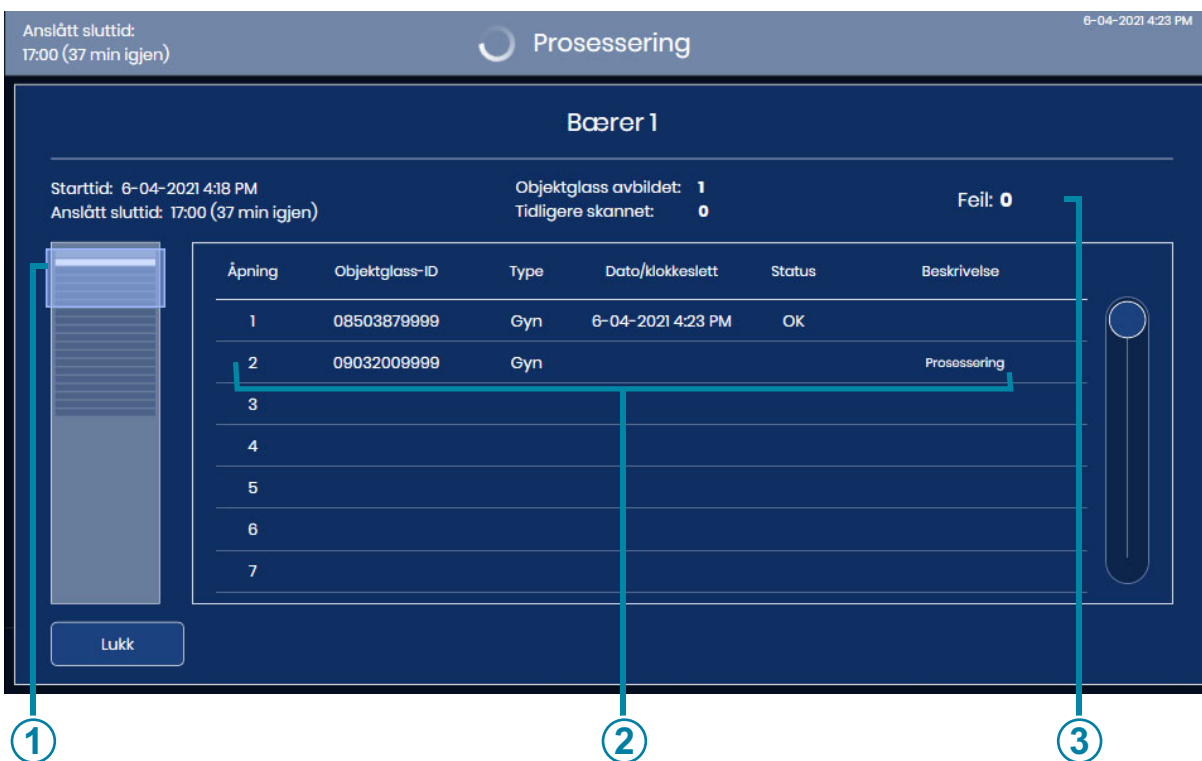 Anslått sluttid:
17:00 (37 min igjen)
Prosessering
6-04-2021 4:23 PM
Bærer 1
Starttid: 6-04-2021 4:18 PM
Anslått sluttid: 17:00 (37 min igjen)
Objektglass avbildet: 1
Tidligere skannet: 0
Feil: 0
Åpning Objektglass-ID Type Dato/klokkeslett Status Beskrivelse
1 08503879999 Gyn 6-04-2021 4:23 PM OK
2 09032009999 Gyn Prosessering
3
4
5
6
7
Lukk
1 2 3